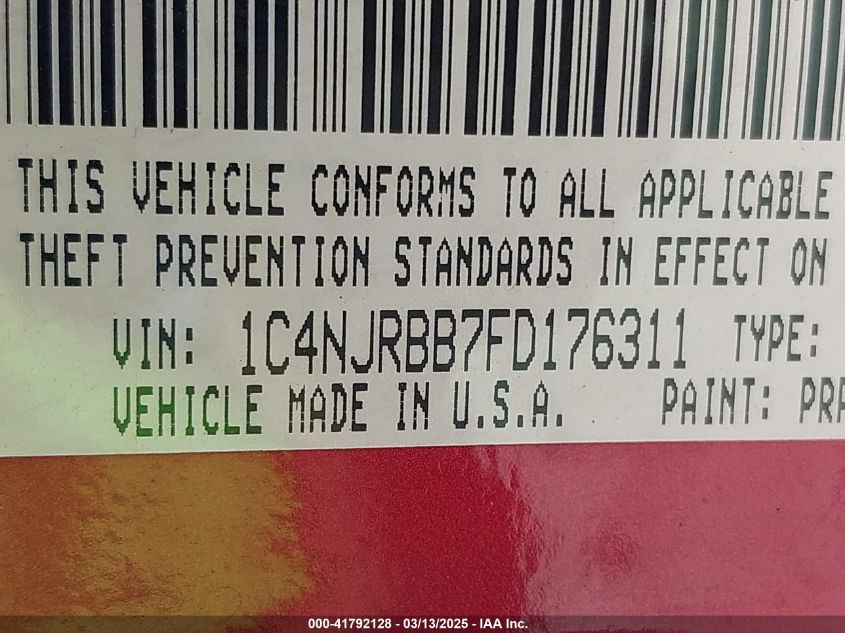 THIS VEHICLE CONFORMS TO ALL APPLICABLE
THEFT PREVENTION STANDARDS IN EFFECT ON
VIN: 1C4NJRBB7FD176311 TYPE:
VEHICLE MADE IN U.S.A. PAINT: PR
000-41792128 - 03/13/2025 - IAA Inc.